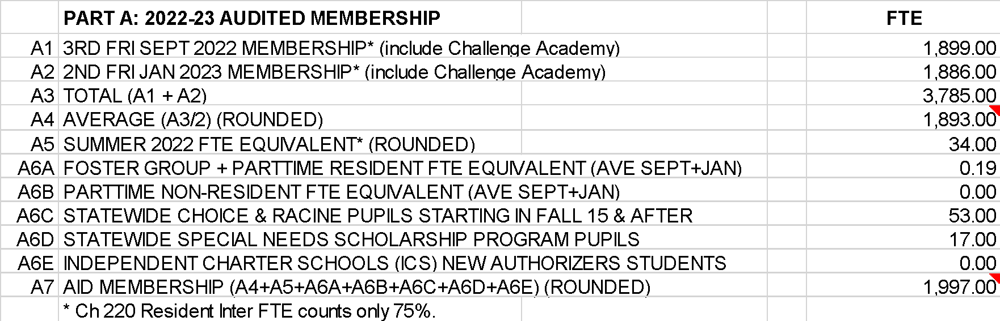 PART A: 2022-23 AUDITED MEMBERSHIP FTE
A1 3RD FRI SEPT 2022 MEMBERSHIP* (include Challenge Academy) 1,899.00
A2 2ND FRI JAN 2023 MEMBERSHIP* (include Challenge Academy) 1,886.00
A3 TOTAL (A1 + A2) 3,785.00
A4 AVERAGE (A3/2) (ROUNDED) 1,893.00
A5 SUMMER 2022 FTE EQUIVALENT* (ROUNDED) 34.00
A6A FOSTER GROUP + PARTTIME RESIDENT FTE EQUIVALENT (AVE SEPT+JAN) 0.19
A6B PARTTIME NON-RESIDENT FTE EQUIVALENT (AVE SEPT+JAN) 0.00
A6C STATEWIDE CHOICE & RACINE PUPILS STARTING IN FALL 15 & AFTER 53.00
A6D STATEWIDE SPECIAL NEEDS SCHOLARSHIP PROGRAM PUPILS 17.00
A6E INDEPENDENT CHARTER SCHOOLS (ICS) NEW AUTHORIZERS STUDENTS 0.00
A7 AID MEMBERSHIP (A4+A5+A6A+A6B+A6C+A6D+A6E) (ROUNDED) 1,997.00
* Ch 220 Resident Inter FTE counts only 75%.